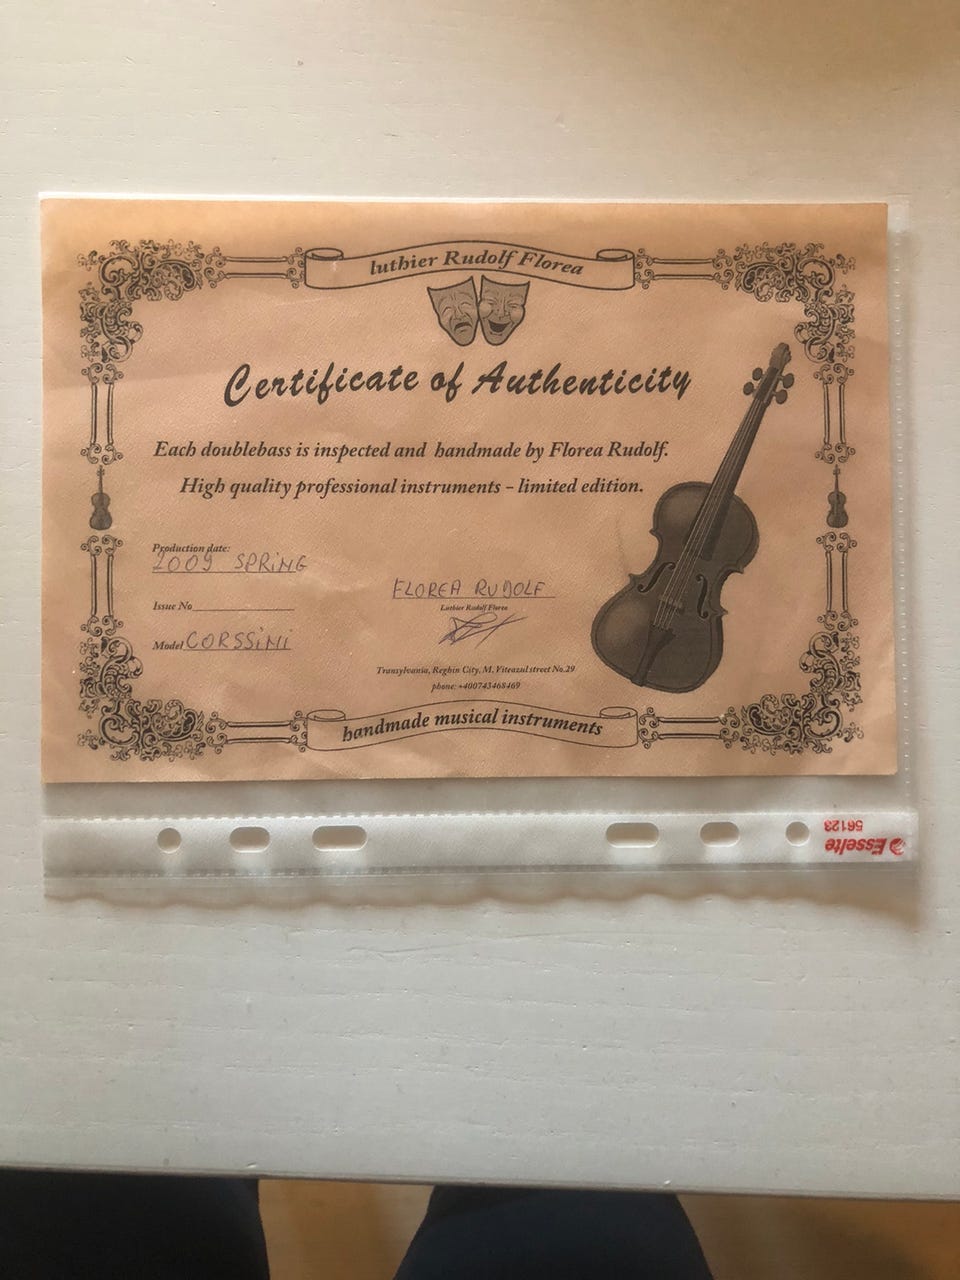 luthier Rudolf Florea
Certificate of Authenticity
Each doublebass is inspected and handmade by Florea Rudolf.
High quality professional instruments - limited edition.
Production date:
2009 SPRiNG
FLOREA RUDOLF
Issue No
Luthier Rudolf Florea
Model CORSSiNi
Transylvania, Reghin City, M. Viteazul street No.29
phone: +400743468469
handmade musical instruments
Esselte
56123